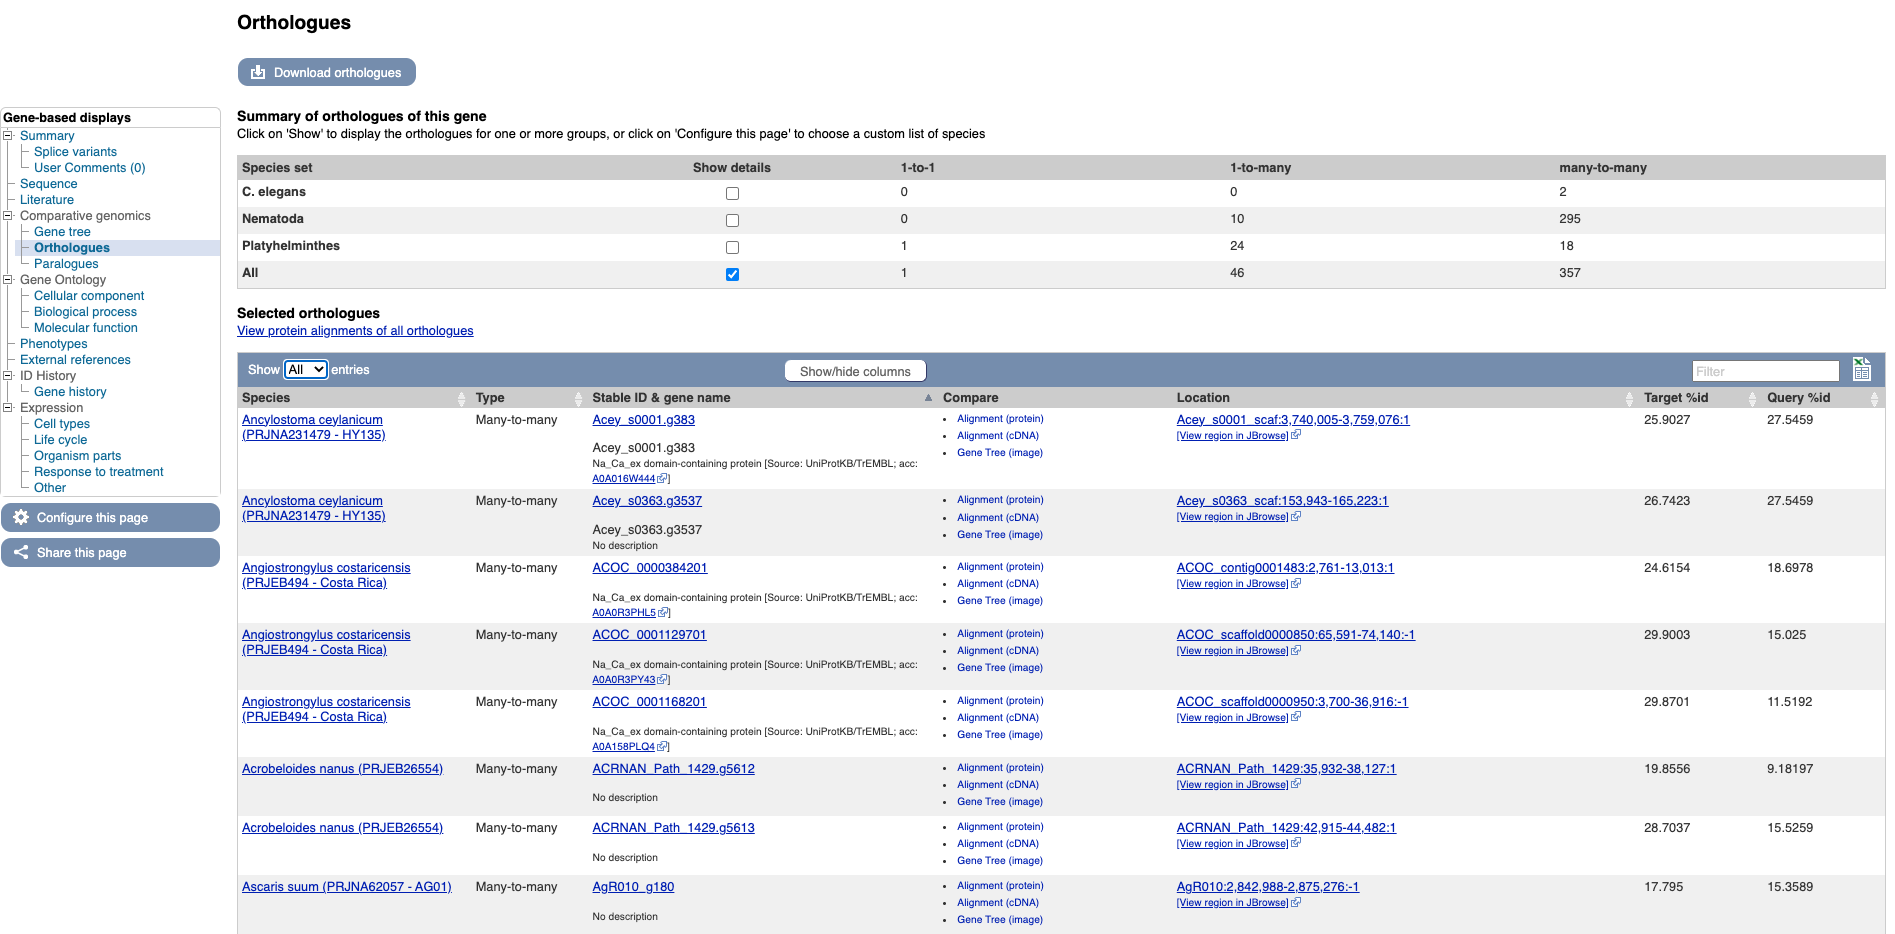 Orthologues
Download orthologues
Gene-based displays
Summary
Splice variants
User Comments (0)
Sequence
Literature
Comparative genomics
Gene tree
Orthologues
Paralogues
Gene Ontology
Cellular component
Biological process
Molecular function
Phenotypes
External references
ID History
Gene history
Expression
Cell types
Life cycle
Organism parts
Response to treatment
Other
Configure this page
Share this page
Summary of orthologues of this gene
Click on 'Show' to display the orthologues for one or more groups, or click on 'Configure this page' to choose a custom list of species
Species set Show details 1-to-1 1-to-many many-to-many
C. elegans 0 0 2
Nematoda 0 10 295
Platyhelminthes 1 24 18
All 1 46 357
Selected orthologues
View protein alignments of all orthologues
Show All entries Show/hide columns Filter
Species Type Stable ID & gene name Compare Location Target %id Query %id
Ancylostoma ceylanicum Many-to-many Acey_s0001.g383 Alignment (protein) Acey_s0001_scaf:3,740,005-3,759,076:1 25.9027 27.5459
(PRJNA231479 - HY135) Alignment (cDNA) [View region in JBrowse]
Acey_s0001.g383 Gene Tree (image)
Na_Ca_ex domain-containing protein [Source: UniProtKB/TrEMBL; acc:
A0A016W444]
Ancylostoma ceylanicum Many-to-many Acey_s0363.g3537 Alignment (protein) Acey_s0363_scaf:153,943-165,223:1 26.7423 27.5459
(PRJNA231479 - HY135) Alignment (cDNA) [View region in JBrowse]
Acey_s0363.g3537 Gene Tree (image)
No description
Angiostrongylus costaricensis Many-to-many ACOC_0000384201 Alignment (protein) ACOC_contig0001483:2,761-13,013:1 24.6154 18.6978
(PRJEB494 - Costa Rica) Alignment (cDNA) [View region in JBrowse]
Na_Ca_ex domain-containing protein [Source: UniProtKB/TrEMBL; acc: Gene Tree (image)
A0A0R3PHL5]
Angiostrongylus costaricensis Many-to-many ACOC_0001129701 Alignment (protein) ACOC_scaffold0000850:65,591-74,140:-1 29.9003 15.025
(PRJEB494 - Costa Rica) Alignment (cDNA) [View region in JBrowse]
Na_Ca_ex domain-containing protein [Source: UniProtKB/TrEMBL; acc: Gene Tree (image)
A0A0R3PY43]
Angiostrongylus costaricensis Many-to-many ACOC_0001168201 Alignment (protein) ACOC_scaffold0000950:3,700-36,916:-1 29.8701 11.5192
(PRJEB494 - Costa Rica) Alignment (cDNA) [View region in JBrowse]
Na_Ca_ex domain-containing protein [Source: UniProtKB/TrEMBL; acc: Gene Tree (image)
A0A158PLQ4]
Acrobeloides nanus (PRJEB26554) Many-to-many ACRNAN_Path_1429.g5612 Alignment (protein) ACRNAN_Path_1429:35,932-38,127:1 19.8556 9.18197
Alignment (cDNA) [View region in JBrowse]
No description Gene Tree (image)
Acrobeloides nanus (PRJEB26554) Many-to-many ACRNAN_Path_1429.g5613 Alignment (protein) ACRNAN_Path_1429:42,915-44,482:1 28.7037 15.5259
Alignment (cDNA) [View region in JBrowse]
No description Gene Tree (image)
Ascaris suum (PRJNA62057 - AG01) Many-to-many AgR010_g180 Alignment (protein) AgR010:2,842,988-2,875,276:-1 17.795 15.3589
Alignment (cDNA) [View region in JBrowse]
No description Gene Tree (image)